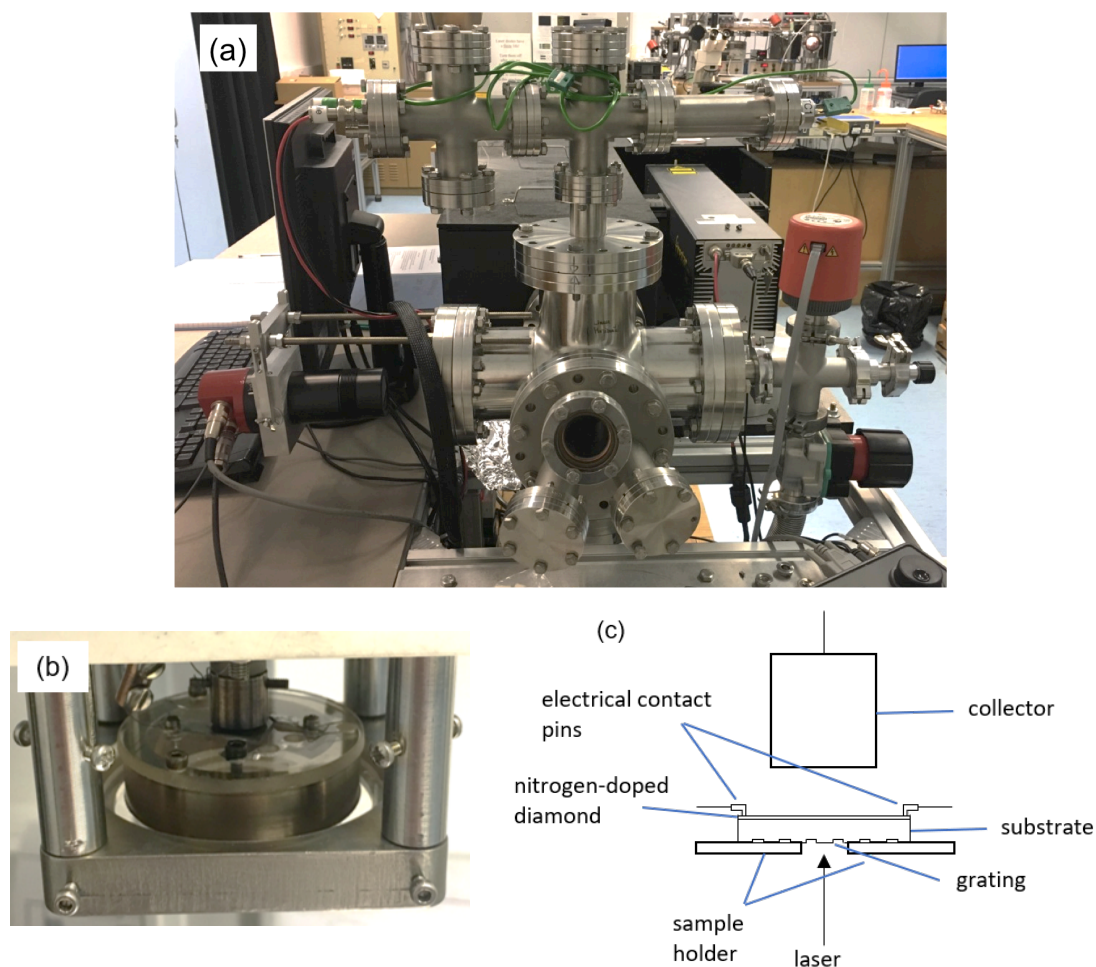 (a)
(b)
(c)
electrical contact
pins
collector
nitrogen-doped
diamond
substrate
grating
sample
holder
laser